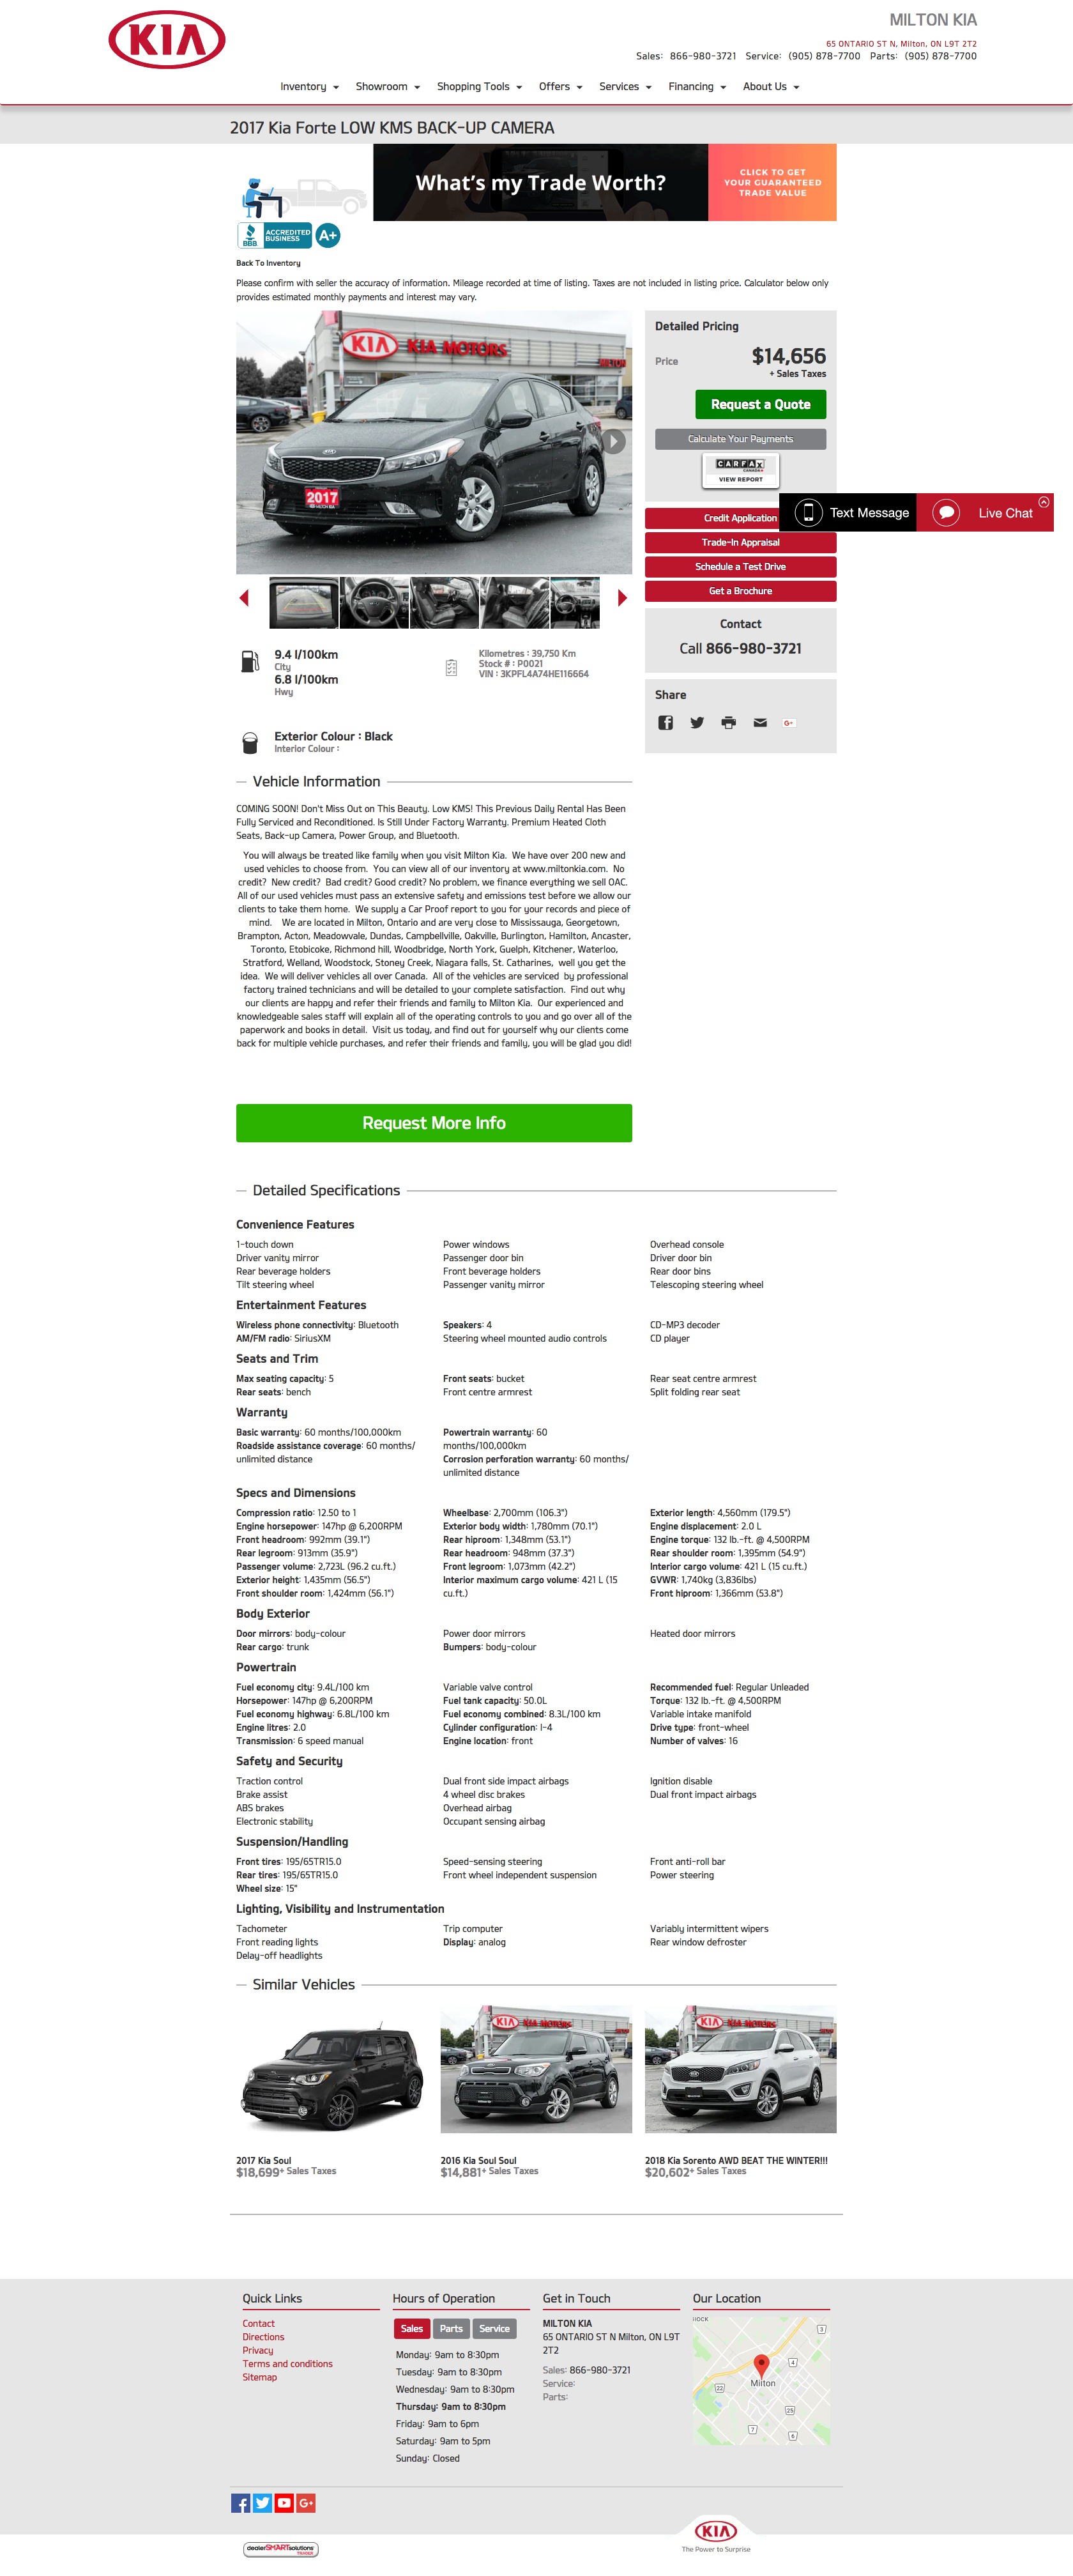 KIA
MILTON KIA
65 ONTARIO ST N, Milton, ON L9T 2T2
Sales: 866-980-3721 Service: (905) 878-7700 Parts: (905) 878-7700
Inventory Showroom Shopping Tools Offers Services Financing About Us
2017 Kia Forte LOW KMS BACK-UP CAMERA
What's my Trade Worth?
CLICK TO GET
YOUR GUARANTEED
TRADE VALUE
BBB
ACCREDITED
BUSINESS
A+
Back To Inventory
Please confirm with seller the accuracy of information. Mileage recorded at time of listing. Taxes are not included in listing price. Calculator below only
provides estimated monthly payments and interest may vary.
KIA KIA MOTORS
MILTON
2017
Detailed Pricing
Price $14,656
+ Sales Taxes
Request a Quote
Calculate Your Payments
CARFAX
CANADA
VIEW REPORT
Credit Application
Text Message
Live Chat
Trade-In Appraisal
Schedule a Test Drive
Get a Brochure
Contact
Call 866-980-3721
Share
G+
9.4 l/100km
City
6.8 l/100km
Hwy
Kilometres : 39,750 Km
Stock # : P0021
VIN : 3KPFL4A74HE116664
Exterior Colour : Black
Interior Colour :
Vehicle Information
COMING SOON! Don't Miss Out on This Beauty. Low KMS! This Previous Daily Rental Has Been
Fully Serviced and Reconditioned. Is Still Under Factory Warranty. Premium Heated Cloth
Seats, Back-up Camera, Power Group, and Bluetooth.
You will always be treated like family when you visit Milton Kia. We have over 200 new and
used vehicles to choose from. You can view all of our inventory at www.miltonkia.com. No
credit? New credit? Bad credit? Good credit? No problem, we finance everything we sell OAC.
All of our used vehicles must pass an extensive safety and emissions test before we allow our
clients to take them home. We supply a Car Proof report to you for your records and piece of
mind. We are located in Milton, Ontario and are very close to Mississauga, Georgetown,
Brampton, Acton, Meadowvale, Dundas, Campbellville, Oakville, Burlington, Hamilton, Ancaster,
Toronto, Etobicoke, Richmond hill, Woodbridge, North York, Guelph, Kitchener, Waterloo,
Stratford, Welland, Woodstock, Stoney Creek, Niagara falls, St. Catharines, well you get the
idea. We will deliver vehicles all over Canada. All of the vehicles are serviced by professional
factory trained technicians and will be detailed to your complete satisfaction. Find out why
our clients are happy and refer their friends and family to Milton Kia. Our experienced and
knowledgeable sales staff will explain all of the operating controls to you and go over all of the
paperwork and books in detail. Visit us today, and find out for yourself why our clients come
back for multiple vehicle purchases, and refer their friends and family, you will be glad you did!
Request More Info
Detailed Specifications
Convenience Features
1-touch down Power windows Overhead console
Driver vanity mirror Passenger door bin Driver door bin
Rear beverage holders Front beverage holders Rear door bins
Tilt steering wheel Passenger vanity mirror Telescoping steering wheel
Entertainment Features
Wireless phone connectivity: Bluetooth Speakers: 4 CD-MP3 decoder
AM/FM radio: SiriusXM Steering wheel mounted audio controls CD player
Seats and Trim
Max seating capacity: 5 Front seats: bucket Rear seat centre armrest
Rear seats: bench Front centre armrest Split folding rear seat
Warranty
Basic warranty: 60 months/100,000km Powertrain warranty: 60
Roadside assistance coverage: 60 months/ months/100,000km
unlimited distance Corrosion perforation warranty: 60 months/
unlimited distance
Specs and Dimensions
Compression ratio: 12.50 to 1 Wheelbase: 2,700mm (106.3") Exterior length: 4,560mm (179.5")
Engine horsepower: 147hp @ 6,200RPM Exterior body width: 1,780mm (70.1") Engine displacement: 2.0 L
Front headroom: 992mm (39.1") Rear hiproom: 1,348mm (53.1") Engine torque: 132 lb.-ft. @ 4,500RPM
Rear legroom: 913mm (35.9") Rear headroom: 948mm (37.3") Rear shoulder room: 1,395mm (54.9")
Passenger volume: 2,723L (96.2 cu.ft.) Front legroom: 1,073mm (42.2") Interior cargo volume: 421 L (15 cu.ft.)
Exterior height: 1,435mm (56.5") Interior maximum cargo volume: 421 L (15 GVWR: 1,740kg (3,836lbs)
Front shoulder room: 1,424mm (56.1") cu.ft.) Front hiproom: 1,366mm (53.8")
Body Exterior
Door mirrors: body-colour Power door mirrors Heated door mirrors
Rear cargo: trunk Bumpers: body-colour
Powertrain
Fuel economy city: 9.4L/100 km Variable valve control Recommended fuel: Regular Unleaded
Horsepower: 147hp @ 6,200RPM Fuel tank capacity: 50.0L Torque: 132 lb.-ft. @ 4,500RPM
Fuel economy highway: 6.8L/100 km Fuel economy combined: 8.3L/100 km Variable intake manifold
Engine litres: 2.0 Cylinder configuration: I-4 Drive type: front-wheel
Transmission: 6 speed manual Engine location: front Number of valves: 16
Safety and Security
Traction control Dual front side impact airbags Ignition disable
Brake assist 4 wheel disc brakes Dual front impact airbags
ABS brakes Overhead airbag
Electronic stability Occupant sensing airbag
Suspension/Handling
Front tires: 195/65TR15.0 Speed-sensing steering Front anti-roll bar
Rear tires: 195/65TR15.0 Front wheel independent suspension Power steering
Wheel size: 15"
Lighting, Visibility and Instrumentation
Tachometer Trip computer Variably intermittent wipers
Front reading lights Display: analog Rear window defroster
Delay-off headlights
Similar Vehicles
KIA KIA MOTORS
KIA KIA MOTORS
2017 Kia Soul 2016 Kia Soul Soul 2018 Kia Sorento AWD BEAT THE WINTER!!!
$18,699+ Sales Taxes $14,881+ Sales Taxes $20,602+ Sales Taxes
Quick Links
Contact
Directions
Privacy
Terms and conditions
Sitemap
Hours of Operation
Sales Parts Service
Monday: 9am to 8:30pm
Tuesday: 9am to 8:30pm
Wednesday: 9am to 8:30pm
Thursday: 9am to 8:30pm
Friday: 9am to 6pm
Saturday: 9am to 5pm
Sunday: Closed
Get in Touch
MILTON KIA
65 ONTARIO ST N Milton, ON L9T
2T2
Sales: 866-980-3721
Service:
Parts:
Our Location
3
4
Milton
22
25
7
6
G+
dealerSMARTsolutions
TRADER
KIA
The Power to Surprise